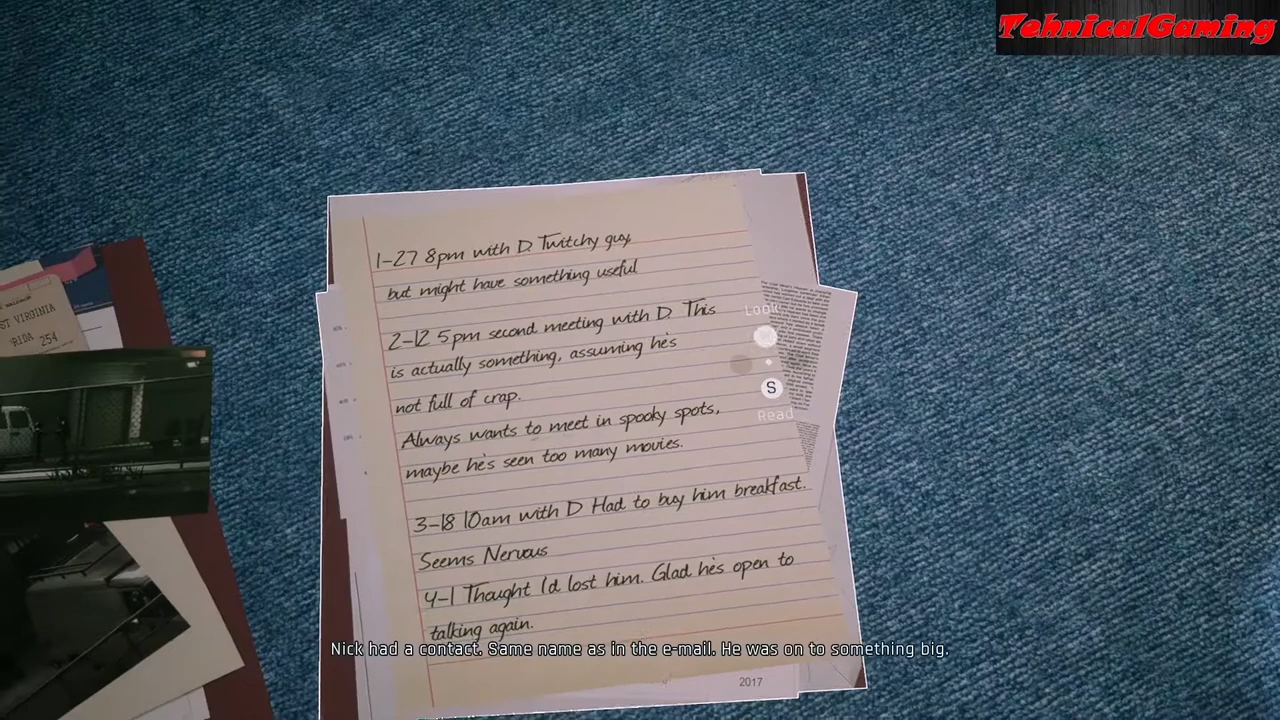 TehnicalGaming
1-27 8pm with D. Twitchy guy,
but might have something useful
2-12 5pm second meeting with D. This
is actually something, assuming he's
not full of crap.
Always wants to meet in spooky spots,
maybe he's seen too many movies.
3-18 10am with D Had to buy him breakfast.
Seems Nervous
4-1 Thought I'd lost him. Glad he's open to
talking again.
Look
S
Read
ST VIRGINIA
RIDA 254
2017
Nick had a contact. Same name as in the e-mail. He was on to something big.